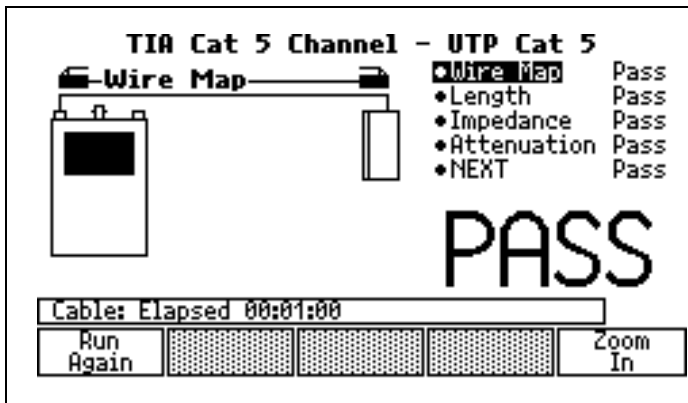 TIA Cat 5 Channel - UTP Cat 5
Wire Map
•Wire Map Pass
•Length Pass
•Impedance Pass
•Attenuation Pass
•NEXT Pass
PASS
Cable: Elapsed 00:01:00
Run
Again
Zoom
In